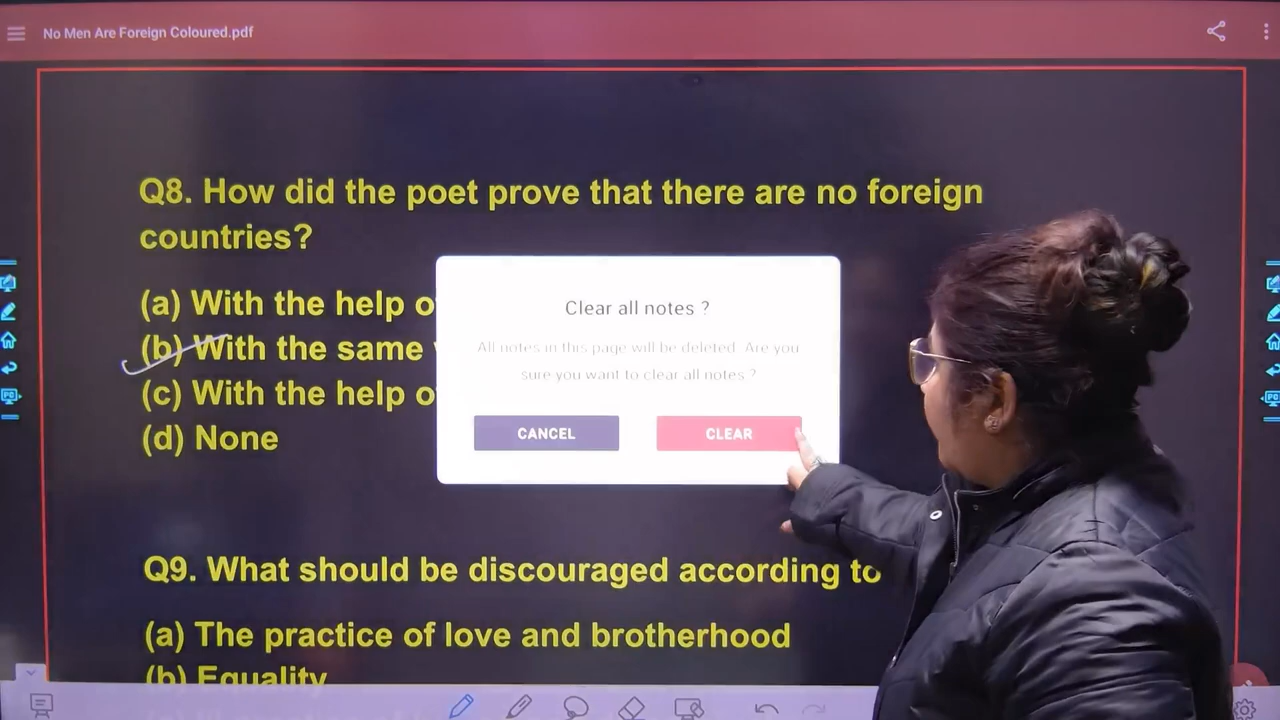 No Men Are Foreign Coloured.pdf
Q8. How did the poet prove that there are no foreign
countries?
(a) With the help o
(b) With the same
(c) With the help o
(d) None
Clear all notes ?
All notes in this page will be deleted. Are you
sure you want to clear all notes ?
CANCEL CLEAR
Q9. What should be discouraged according to
(a) The practice of love and brotherhood
(b) Equality